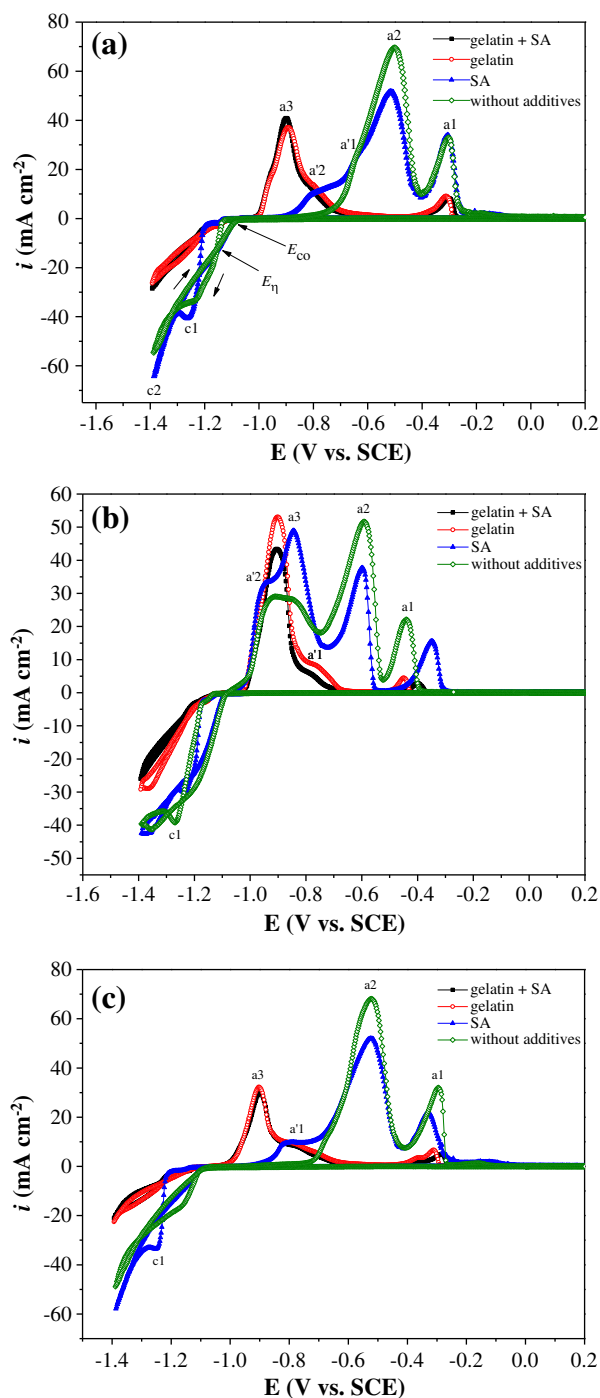 (a)
a2
gelatin + SA
gelatin
SA
without additives
a3
a'2
a'1
a1
E_co
E_η
c1
c2
80
60
40
20
0
-20
-40
-60
i (mA cm⁻²)
-1.6 -1.4 -1.2 -1.0 -0.8 -0.6 -0.4 -0.2 0.0 0.2
E (V vs. SCE)
(b)
gelatin + SA
gelatin
SA
without additives
a'2
a3
a2
a1
a'1
c1
60
50
40
30
20
10
0
-10
-20
-30
-40
-50
i (mA cm⁻²)
-1.6 -1.4 -1.2 -1.0 -0.8 -0.6 -0.4 -0.2 0.0 0.2
E (V vs. SCE)
(c)
a2
gelatin + SA
gelatin
SA
without additives
a3
a'1
a1
c1
80
60
40
20
0
-20
-40
-60
i (mA cm⁻²)
-1.4 -1.2 -1.0 -0.8 -0.6 -0.4 -0.2 0.0 0.2
E (V vs. SCE)